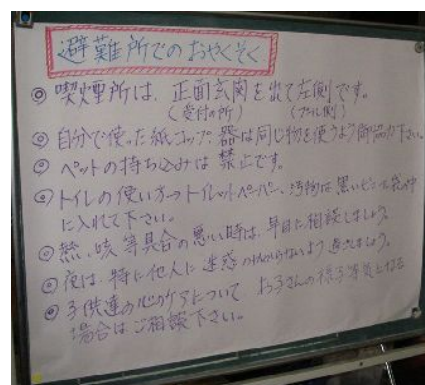 避難所でのおやくそく
◎喫煙所は、正面玄関を出て左側です。
(受付の所) (プール側)
◎自分で使った紙コップ、器は同じ物を使うよう御協力下さい。
◎ペットの持ち込みは禁止です。
◎トイレの使い方→トイレットペーパー、汚物は黒いビニール袋の中
に入れて下さい。
◎熱、咳等具合の悪い時は、早目に相談しましょう。
◎夜は、特に他人に迷惑のかからないよう過ごしましょう。
◎子供達の心のケアについて お子さんの様子等気になる
場合はご相談下さい。